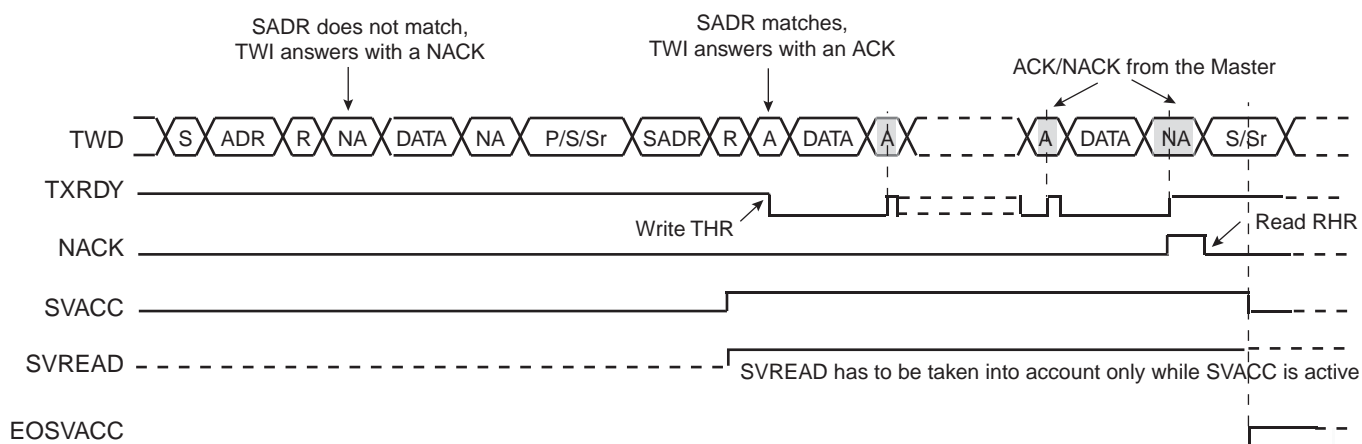 SADR does not match,
TWI answers with a NACK
SADR matches,
TWI answers with an ACK
ACK/NACK from the Master
TWD S ADR R NA DATA NA P/S/Sr SADR R A DATA A A DATA NA S/Sr
TXRDY
Write THR
Read RHR
NACK
SVACC
SVREAD
SVREAD has to be taken into account only while SVACC is active
EOSVACC